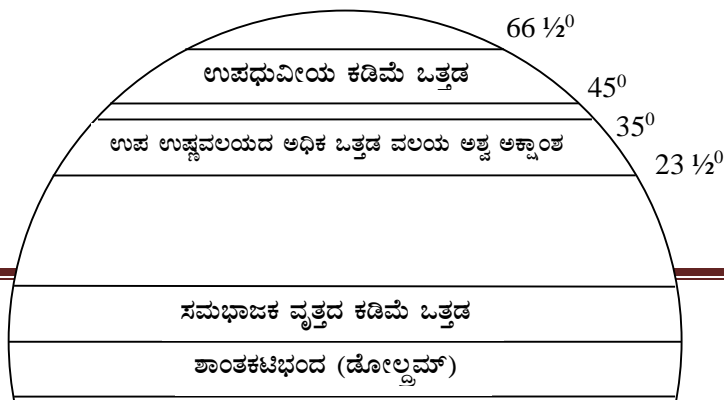 66 ½⁰
ಉಪಧುವೀಯ ಕಡಿಮೆ ಒತ್ತಡ
45⁰
35⁰
ಉಪ ಉಷ್ಣವಲಯದ ಅಧಿಕ ಒತ್ತಡ ವಲಯ ಅಶ್ವ ಅಕ್ಷಾಂಶ
23 ½⁰
ಸಮಭಾಜಕ ವೃತ್ತದ ಕಡಿಮೆ ಒತ್ತಡ
ಶಾಂತಕಟಿಭಂದ (ಡೋಲ್ಡ್ರಮ್)